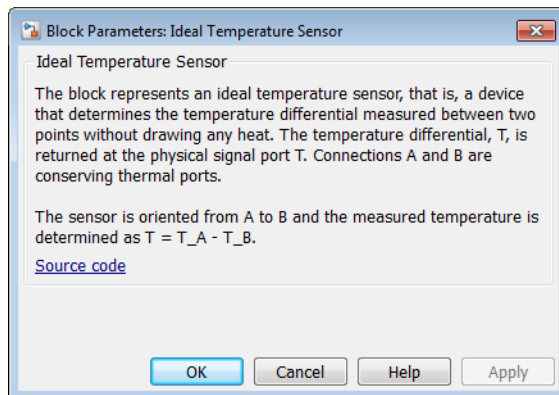 Block Parameters: Ideal Temperature Sensor
Ideal Temperature Sensor
The block represents an ideal temperature sensor, that is, a device
that determines the temperature differential measured between two
points without drawing any heat. The temperature differential, T, is
returned at the physical signal port T. Connections A and B are
conserving thermal ports.
The sensor is oriented from A to B and the measured temperature is
determined as T = T_A - T_B.
Source code
OK Cancel Help Apply